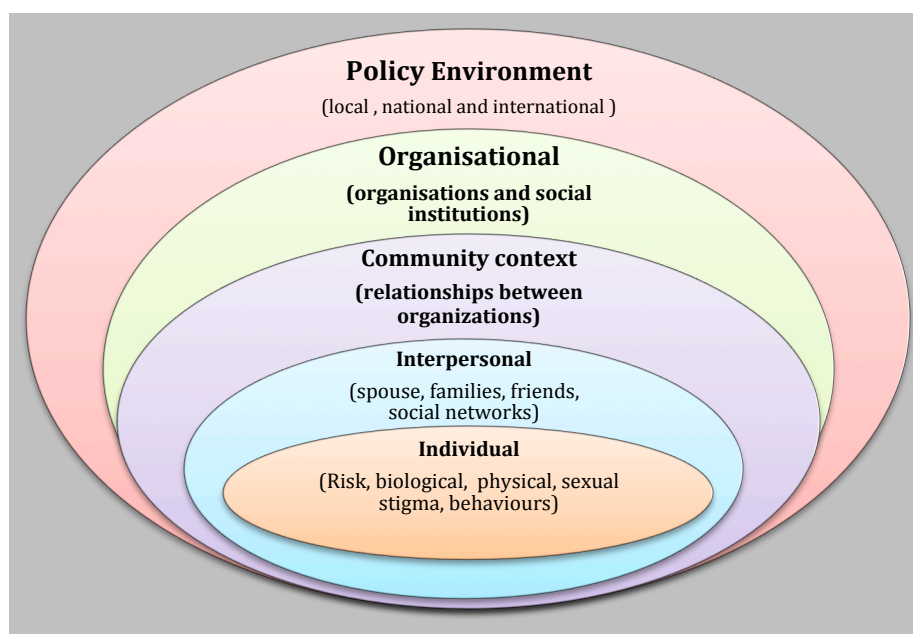 Policy Environment
(local , national and international )
Organisational
(organisations and social
institutions)
Community context
(relationships between
organizations)
Interpersonal
(spouse, families, friends,
social networks)
Individual
(Risk, biological,  physical, sexual
stigma, behaviours)